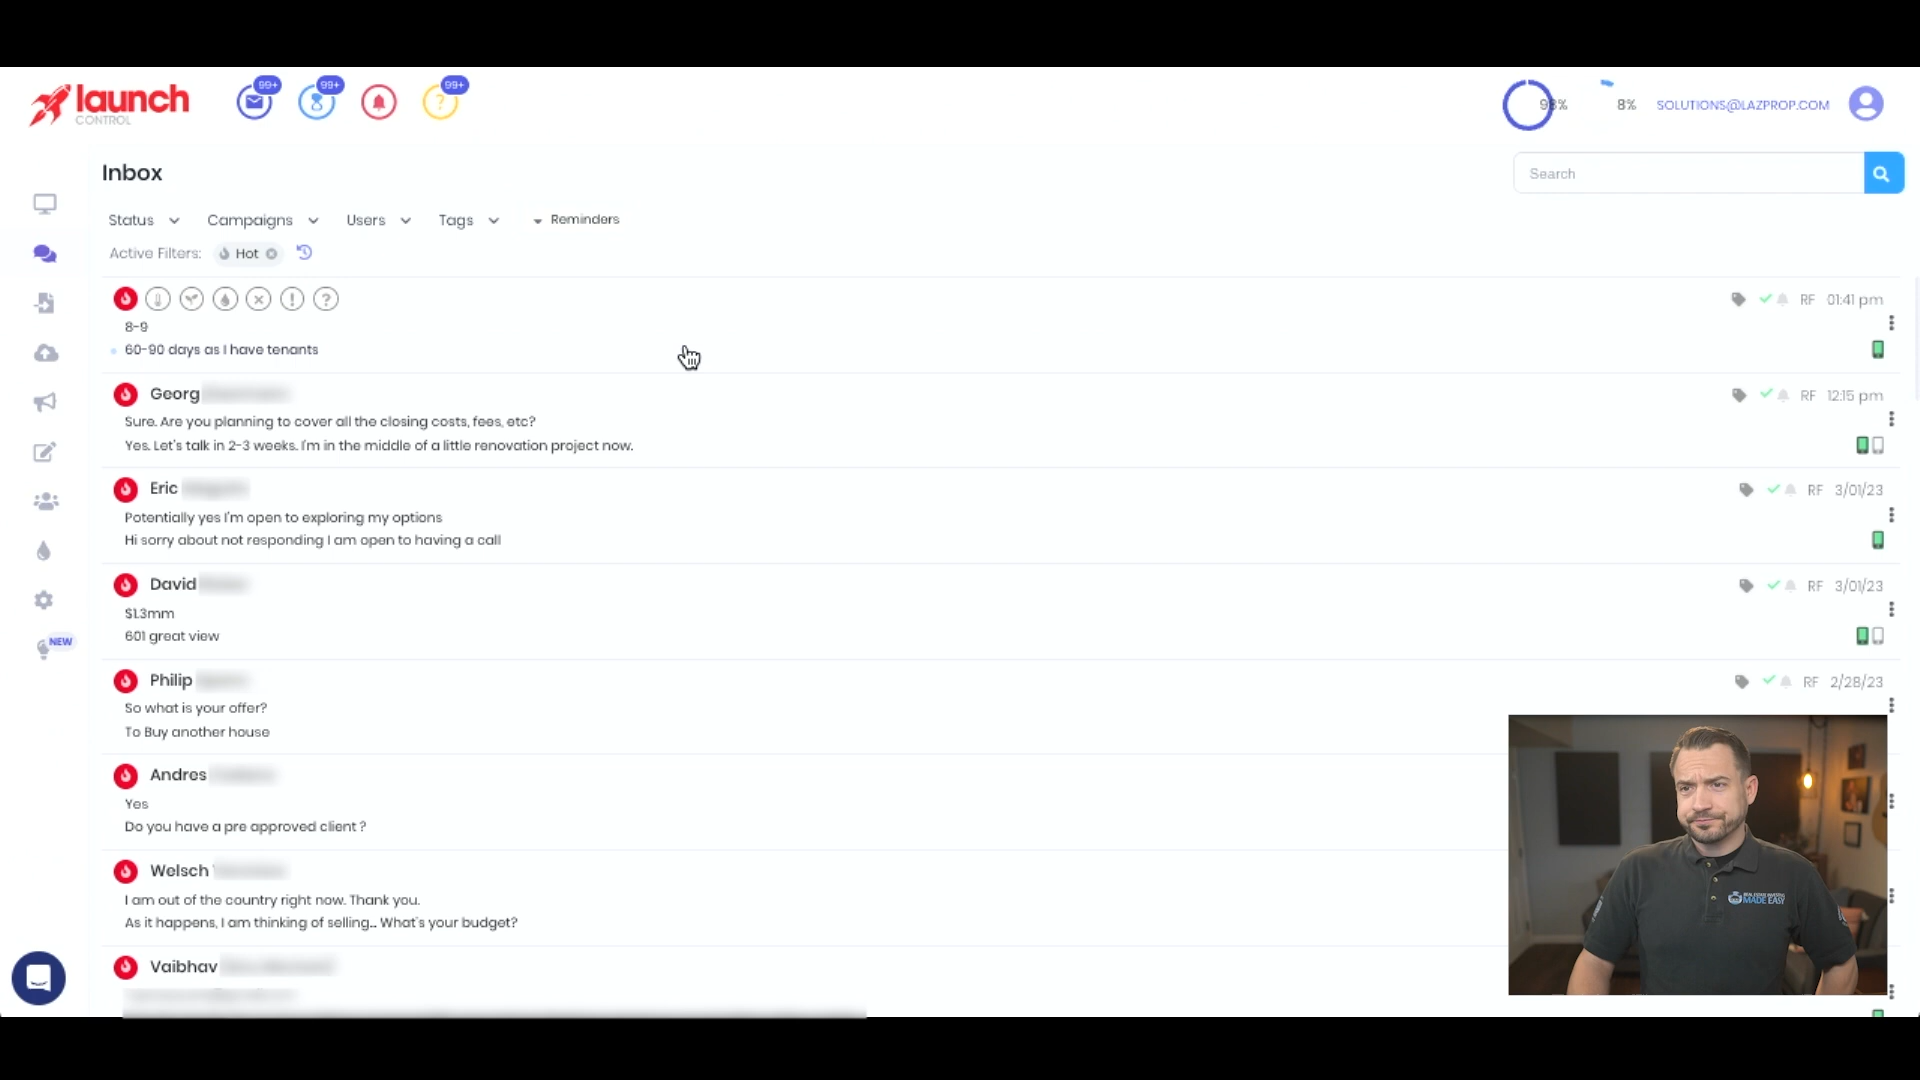 launch
CONTROL
99+
99+
99+
?
98%
8%
SOLUTIONS@LAZPROP.COM
Inbox
Search
Status
Campaigns
Users
Tags
Reminders
Active Filters:
Hot
RF 01:41 pm
8-9
60-90 days as I have tenants
Georg
RF 12:15 pm
Sure. Are you planning to cover all the closing costs, fees, etc?
Yes. Let's talk in 2-3 weeks. I'm in the middle of a little renovation project now.
Eric
RF 3/01/23
Potentially yes I'm open to exploring my options
Hi sorry about not responding I am open to having a call
David
RF 3/01/23
$1.3mm
601 great view
NEW
Philip
RF 2/28/23
So what is your offer?
To Buy another house
Andres
Yes
Do you have a pre approved client ?
Welsch
I am out of the country right now. Thank you.
As it happens, I am thinking of selling... What's your budget?
MADE EASY
Vaibhav